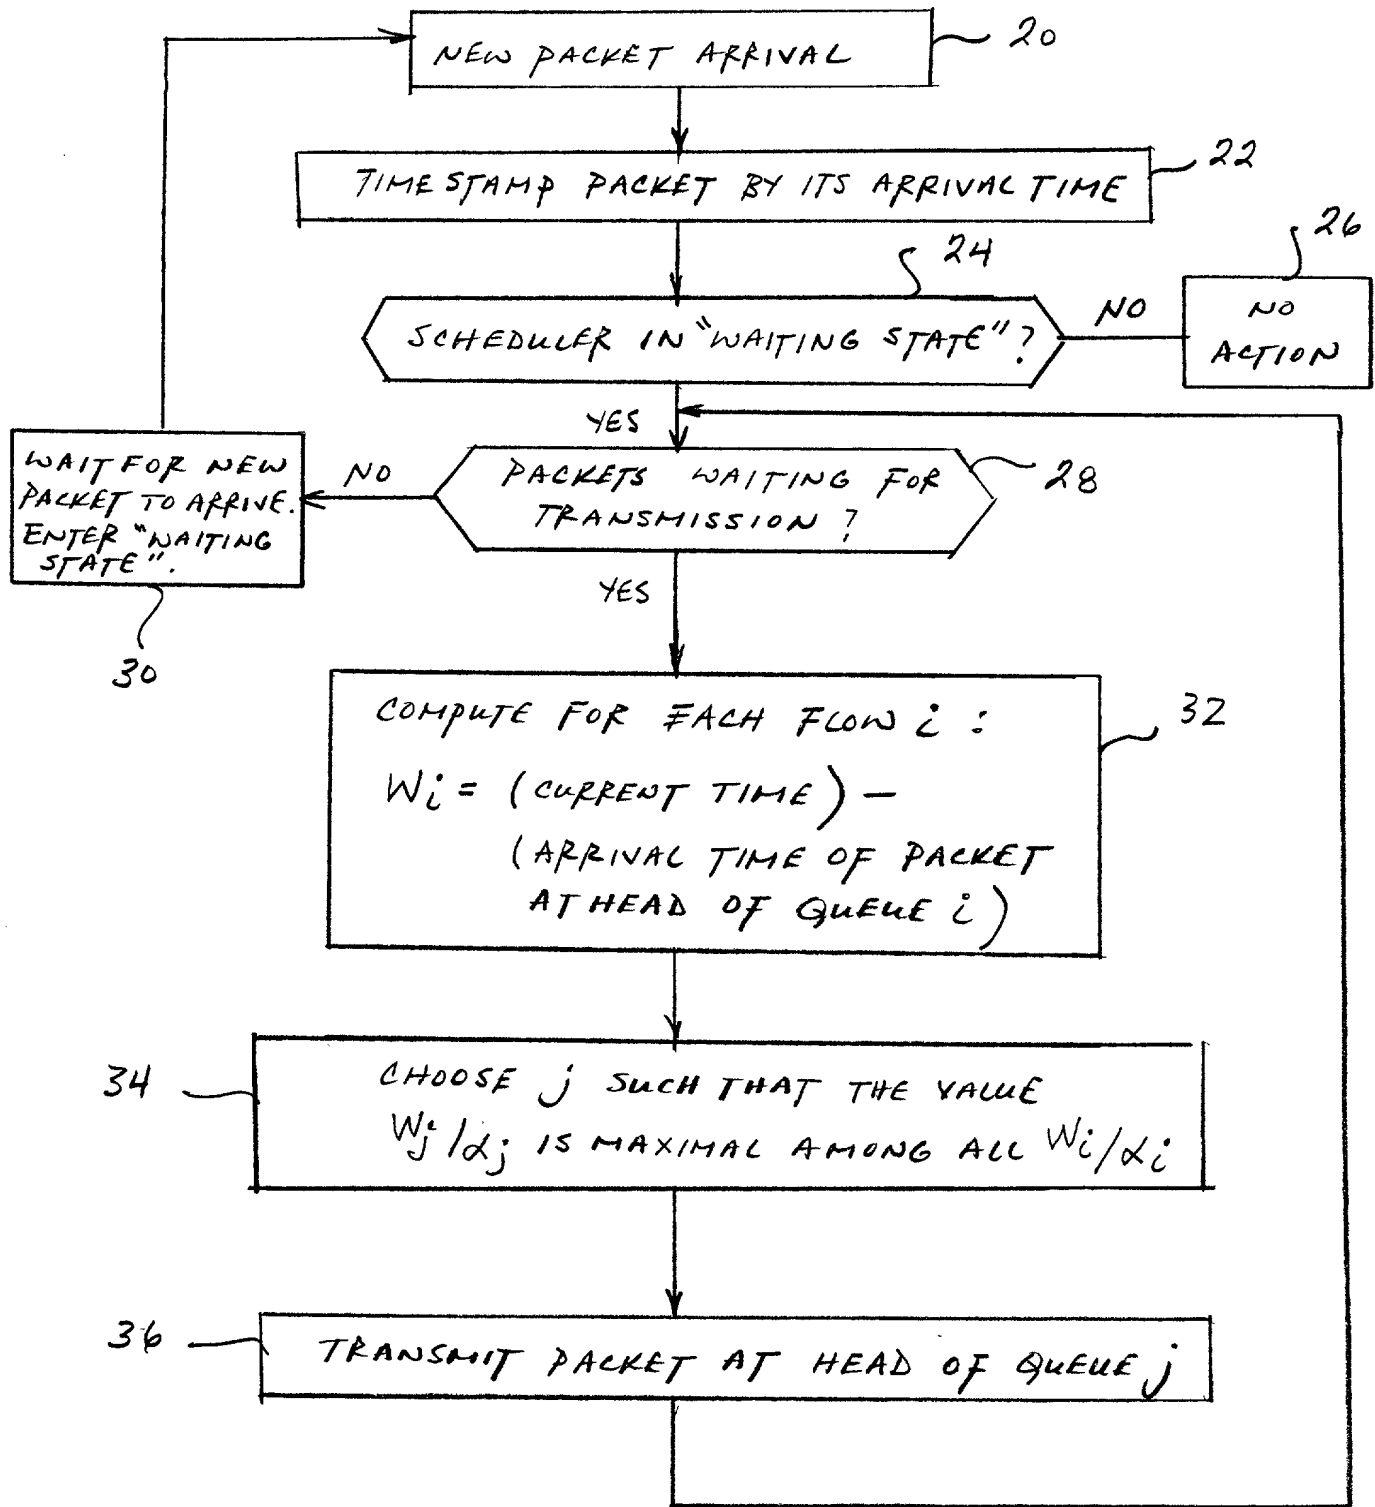 NEW PACKET ARRIVAL
20
TIME STAMP PACKET BY ITS ARRIVAL TIME
22
24
SCHEDULER IN "WAITING STATE"?
NO
26
NO
ACTION
YES
WAIT FOR NEW
PACKET TO ARRIVE.
ENTER "WAITING
STATE".
30
NO
PACKETS WAITING FOR
TRANSMISSION?
28
YES
COMPUTE FOR EACH FLOW i :
Wi = (CURRENT TIME) —
(ARRIVAL TIME OF PACKET
AT HEAD OF QUEUE i)
32
34
CHOOSE j SUCH THAT THE VALUE
Wj/αj IS MAXIMAL AMONG ALL Wi/αi
36
TRANSMIT PACKET AT HEAD OF QUEUE j